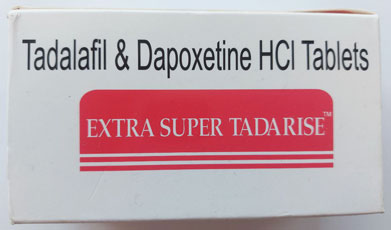 Tadalafil & Dapoxetine HCl Tablets
EXTRA SUPER TADARISE™